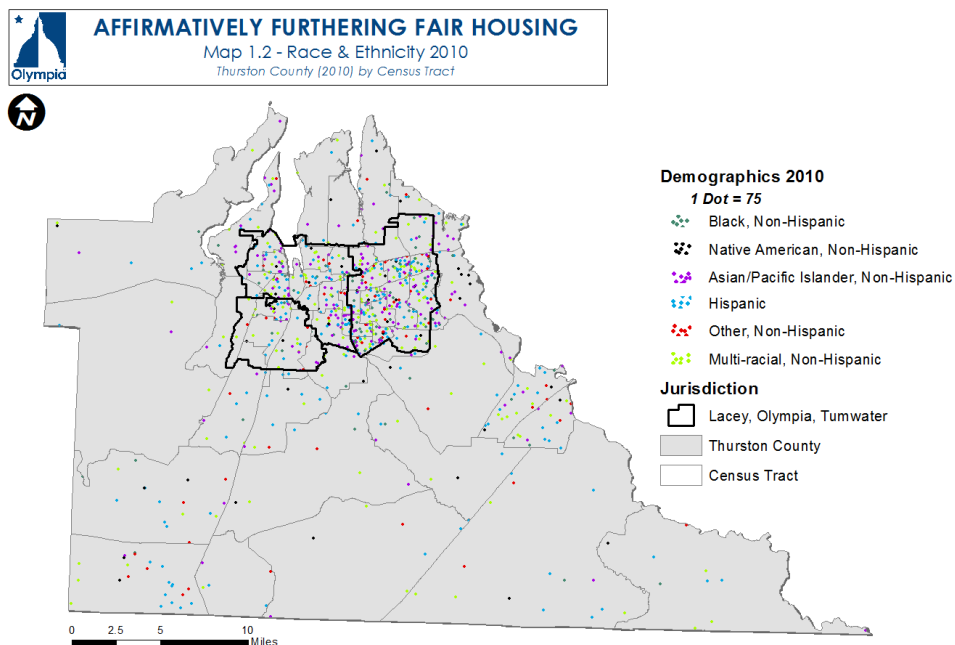 AFFIRMATIVELY FURTHERING FAIR HOUSING
Map 1.2 - Race & Ethnicity 2010
Thurston County (2010) by Census Tract
Olympia
N
Demographics 2010
1 Dot = 75
Black, Non-Hispanic
Native American, Non-Hispanic
Asian/Pacific Islander, Non-Hispanic
Hispanic
Other, Non-Hispanic
Multi-racial, Non-Hispanic
Jurisdiction
Lacey, Olympia, Tumwater
Thurston County
Census Tract
0 2.5 5 10
Miles